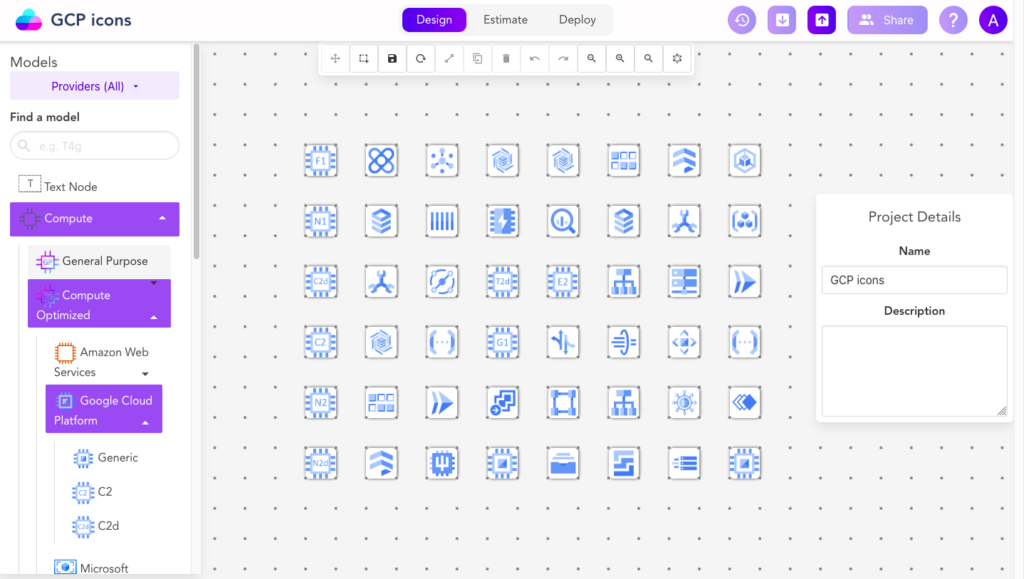 GCP icons
Design
Estimate
Deploy
Share
?
A
Models
Providers (All)
Find a model
e.g. T4g
T Text Node
Compute
GP General Purpose
Compute
Optimized
Amazon Web
Services
Google Cloud
Platform
Generic
C2 C2
C2d C2d
Microsoft
F1
N1
C2d
T2d
E2
C2
G1
N2
N2d
Project Details
Name
GCP icons
Description